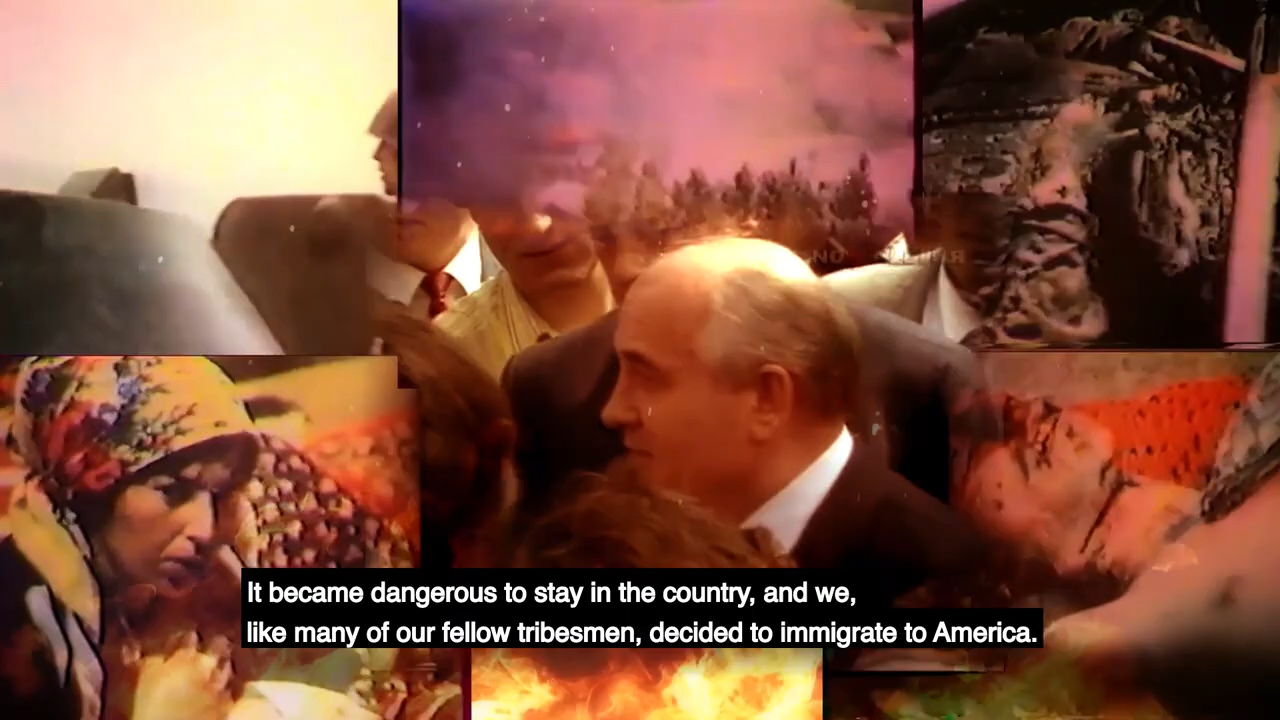 It became dangerous to stay in the country, and we,
like many of our fellow tribesmen, decided to immigrate to America.